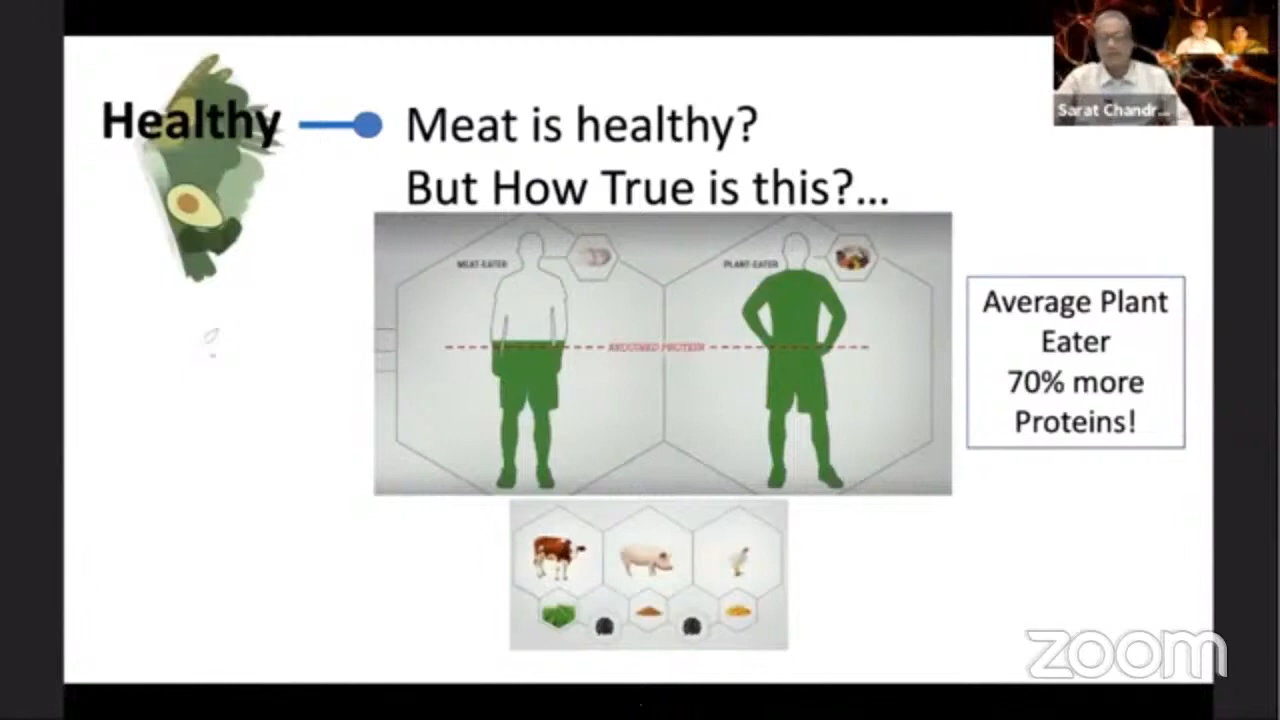 Healthy
Meat is healthy?
But How True is this?...
MEAT-EATER
PLANT-EATER
REQUIRED PROTEIN
Average Plant
Eater
70% more
Proteins!
Sarat Chandr...
zoom